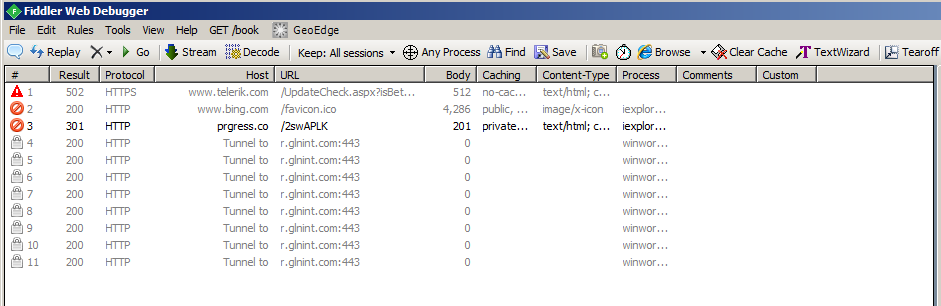 Fiddler Web Debugger
File Edit Rules Tools View Help GET /book GeoEdge
Replay Go Stream Decode Keep: All sessions Any Process Find Save Browse Clear Cache TextWizard Tearoff
# Result Protocol Host URL Body Caching Content-Type Process Comments Custom
1 502 HTTPS www.telerik.com /UpdateCheck.aspx?isBet... 512 no-cac... text/html; c...
2 200 HTTP www.bing.com /favicon.ico 4,286 public, ... image/x-icon iexplor...
3 301 HTTP prgress.co /2swAPLK 201 private... text/html; c... iexplor...
4 200 HTTP Tunnel to r.glnint.com:443 0 winwor...
5 200 HTTP Tunnel to r.glnint.com:443 0 winwor...
6 200 HTTP Tunnel to r.glnint.com:443 0 winwor...
7 200 HTTP Tunnel to r.glnint.com:443 0 winwor...
8 200 HTTP Tunnel to r.glnint.com:443 0 winwor...
9 200 HTTP Tunnel to r.glnint.com:443 0 winwor...
10 200 HTTP Tunnel to r.glnint.com:443 0 winwor...
11 200 HTTP Tunnel to r.glnint.com:443 0 winwor...